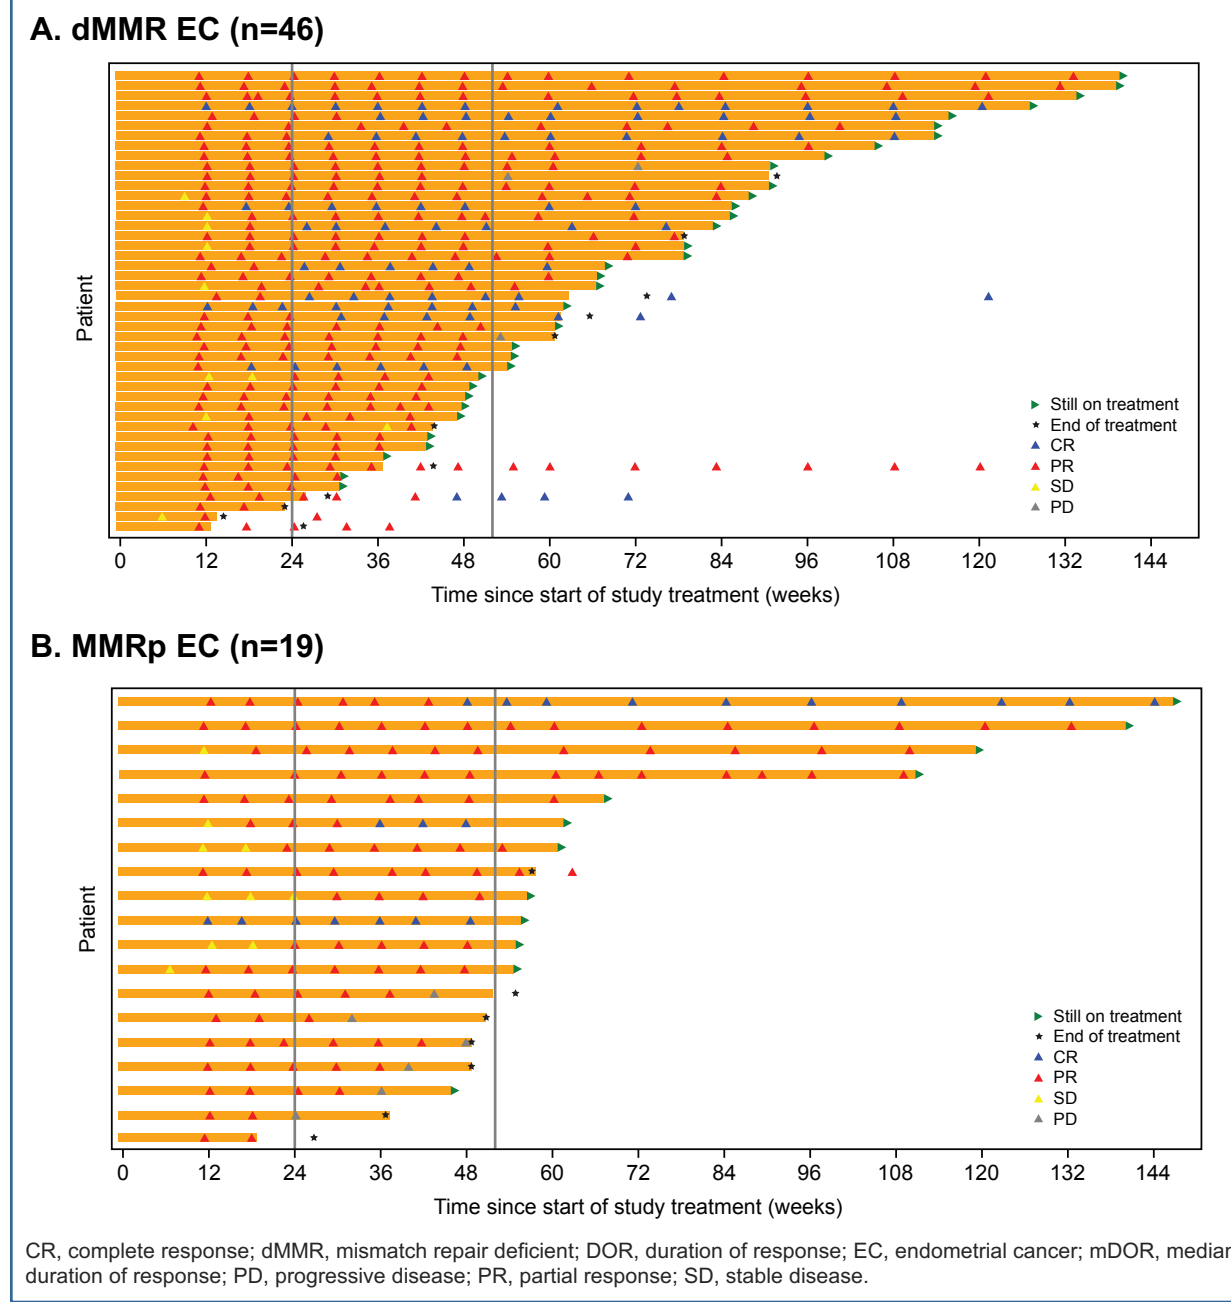 A. dMMR EC (n=46)
Patient
Still on treatment
End of treatment
CR
PR
SD
PD
0 12 24 36 48 60 72 84 96 108 120 132 144
Time since start of study treatment (weeks)
B. MMRp EC (n=19)
Patient
Still on treatment
End of treatment
CR
PR
SD
PD
0 12 24 36 48 60 72 84 96 108 120 132 144
Time since start of study treatment (weeks)
CR, complete response; dMMR, mismatch repair deficient; DOR, duration of response; EC, endometrial cancer; mDOR, median
duration of response; PD, progressive disease; PR, partial response; SD, stable disease.